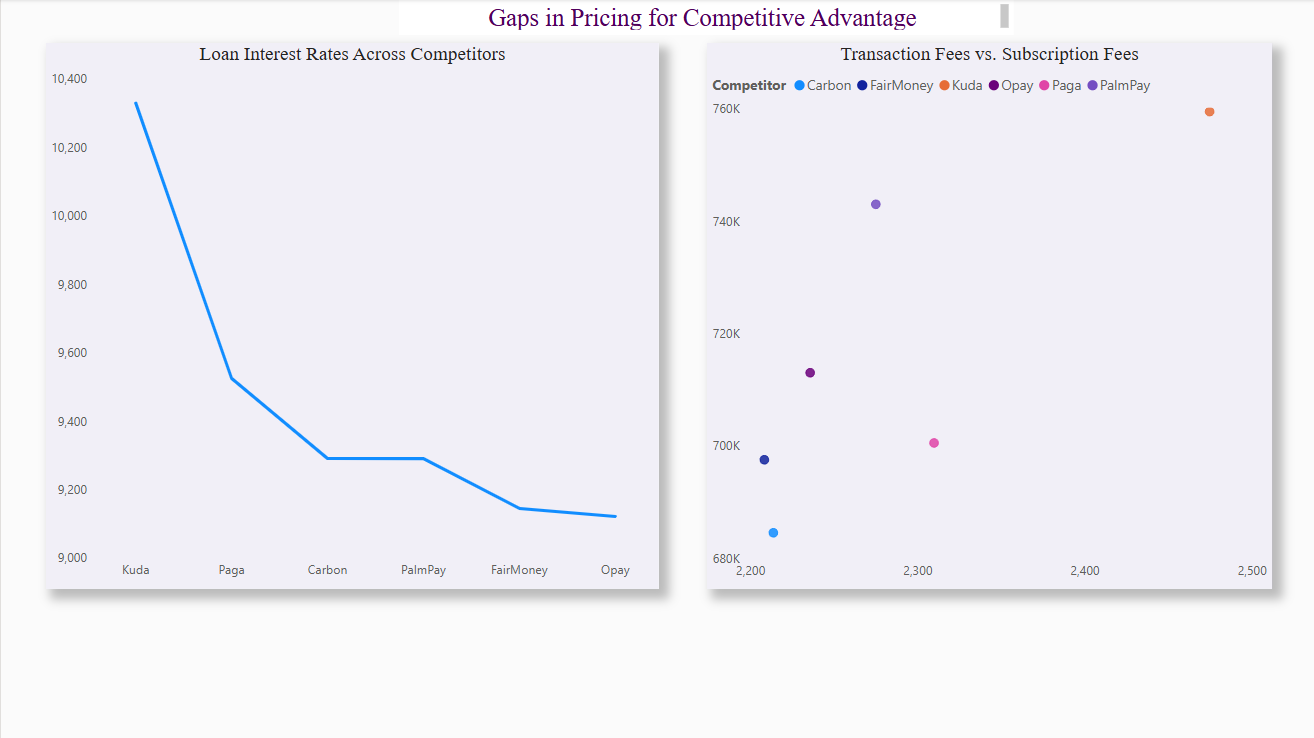 Gaps in Pricing for Competitive Advantage
Loan Interest Rates Across Competitors
10,400
10,200
10,000
9,800
9,600
9,400
9,200
9,000
Kuda Paga Carbon PalmPay FairMoney Opay
Transaction Fees vs. Subscription Fees
Competitor Carbon FairMoney Kuda Opay Paga PalmPay
760K
740K
720K
700K
680K
2,200 2,300 2,400 2,500